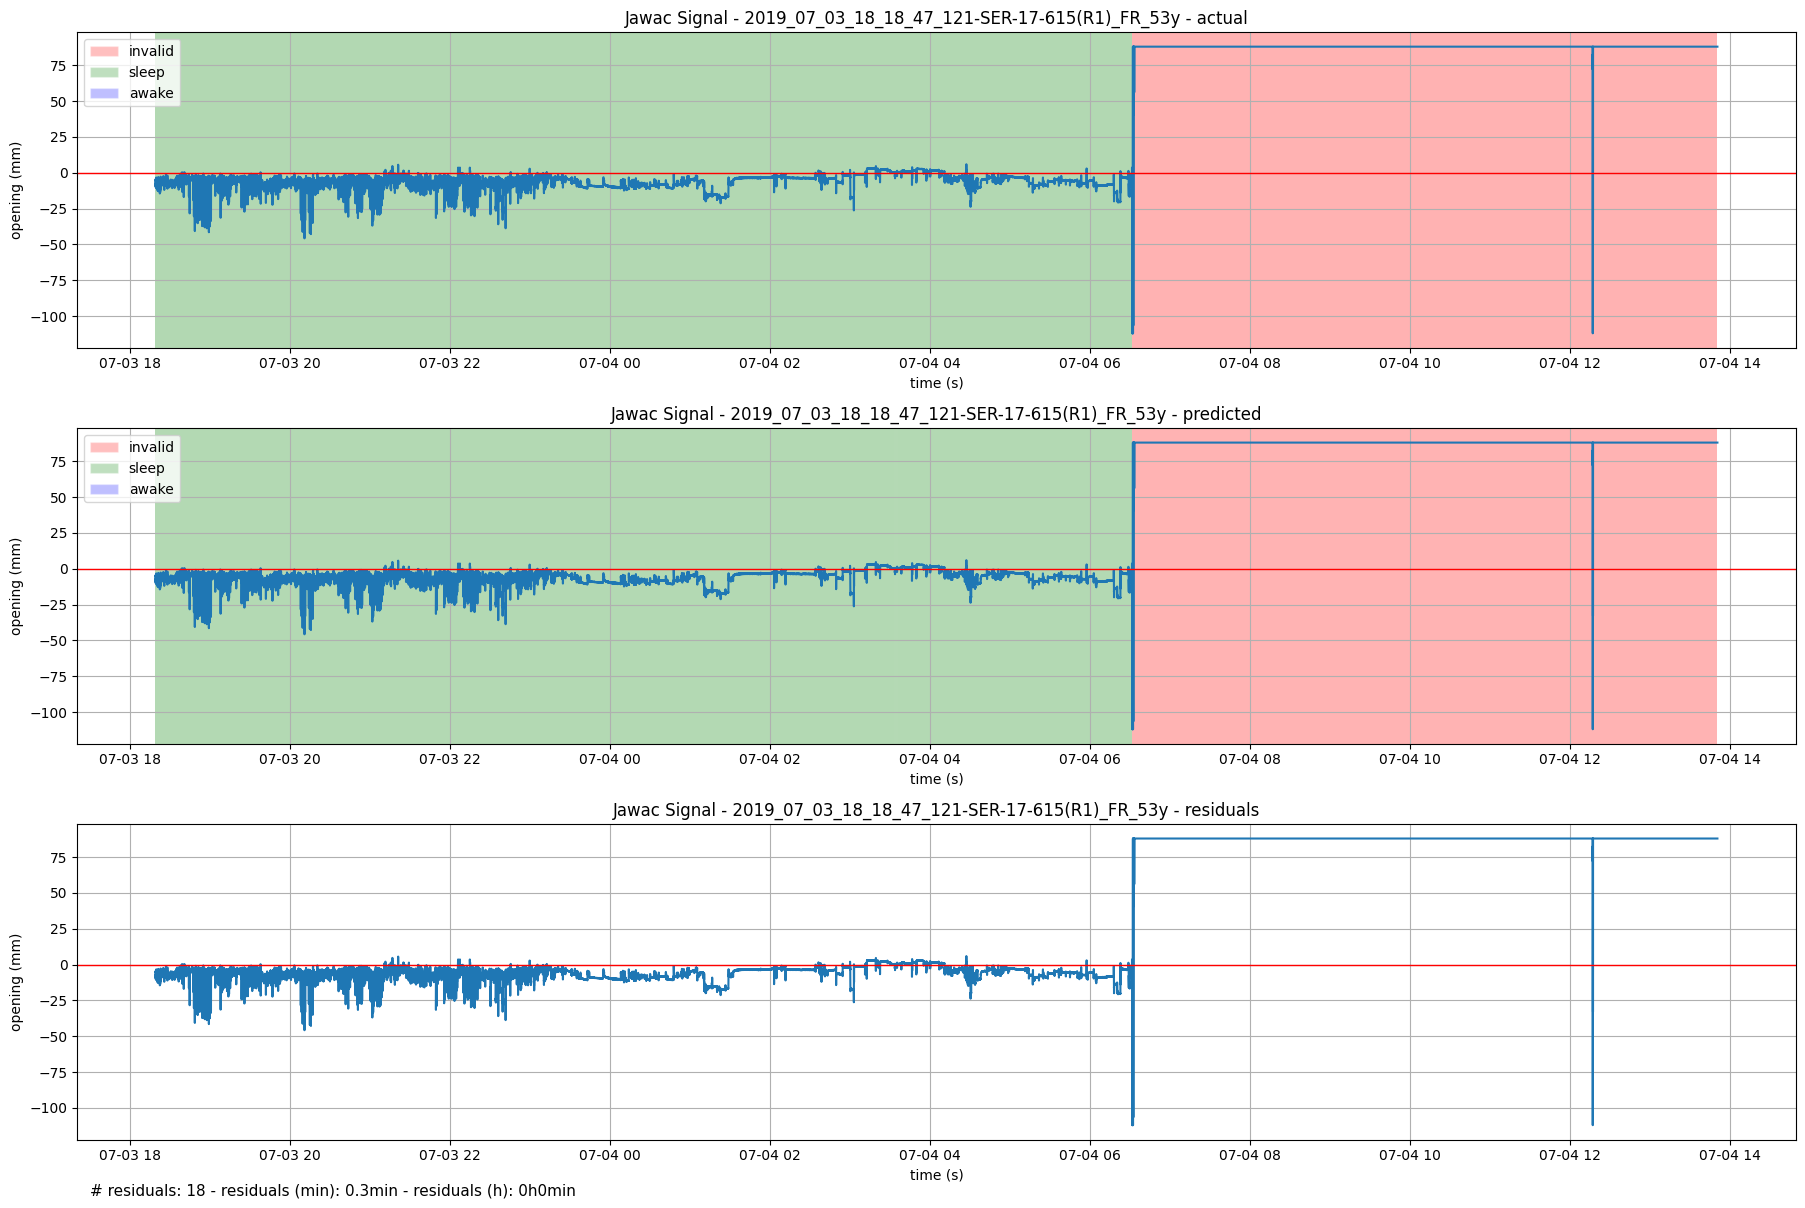 Jawac Signal - 2019_07_03_18_18_47_121-SER-17-615(R1)_FR_53y - actual
invalid
sleep
awake
opening (mm)
75
50
25
0
−25
−50
−75
−100
07-03 18 07-03 20 07-03 22 07-04 00 07-04 02 07-04 04 07-04 06 07-04 08 07-04 10 07-04 12 07-04 14
time (s)
Jawac Signal - 2019_07_03_18_18_47_121-SER-17-615(R1)_FR_53y - predicted
invalid
sleep
awake
opening (mm)
75
50
25
0
−25
−50
−75
−100
07-03 18 07-03 20 07-03 22 07-04 00 07-04 02 07-04 04 07-04 06 07-04 08 07-04 10 07-04 12 07-04 14
time (s)
Jawac Signal - 2019_07_03_18_18_47_121-SER-17-615(R1)_FR_53y - residuals
opening (mm)
75
50
25
0
−25
−50
−75
−100
07-03 18 07-03 20 07-03 22 07-04 00 07-04 02 07-04 04 07-04 06 07-04 08 07-04 10 07-04 12 07-04 14
time (s)
# residuals: 18 - residuals (min): 0.3min - residuals (h): 0h0min